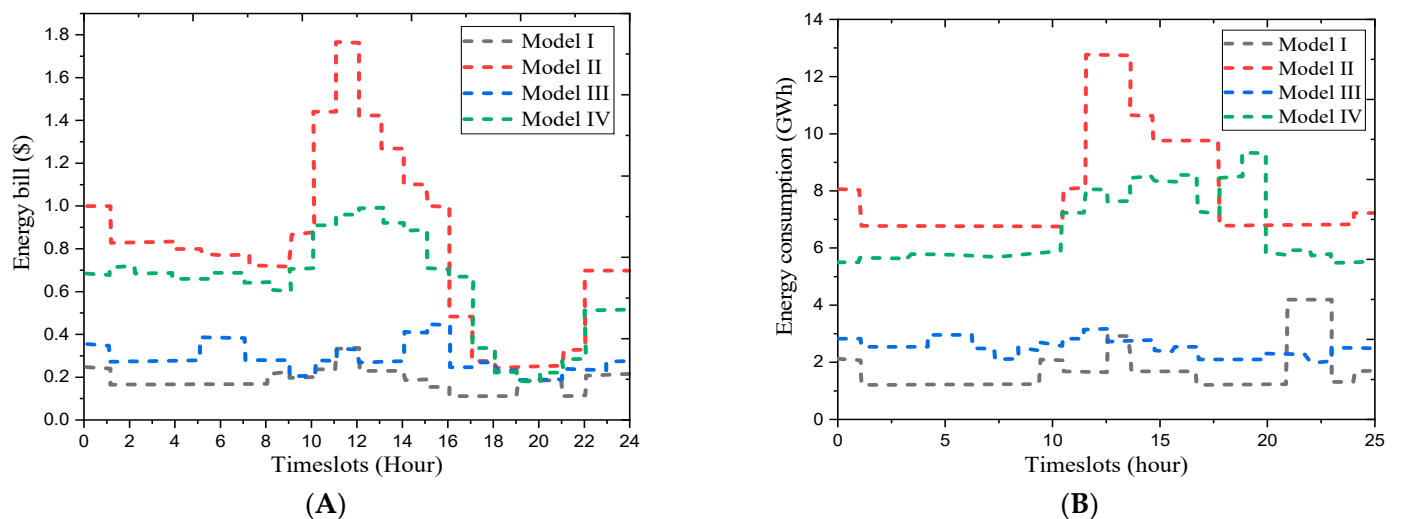 Energy bill ($)
1.8
1.6
1.4
1.2
1.0
0.8
0.6
0.4
0.2
0.0
Model I
Model II
Model III
Model IV
0 2 4 6 8 10 12 14 16 18 20 22 24
Timeslots (Hour)
(A)
Energy consumption (GWh)
14
12
10
8
6
4
2
0
Model I
Model II
Model III
Model IV
0 5 10 15 20 25
Timeslots (hour)
(B)